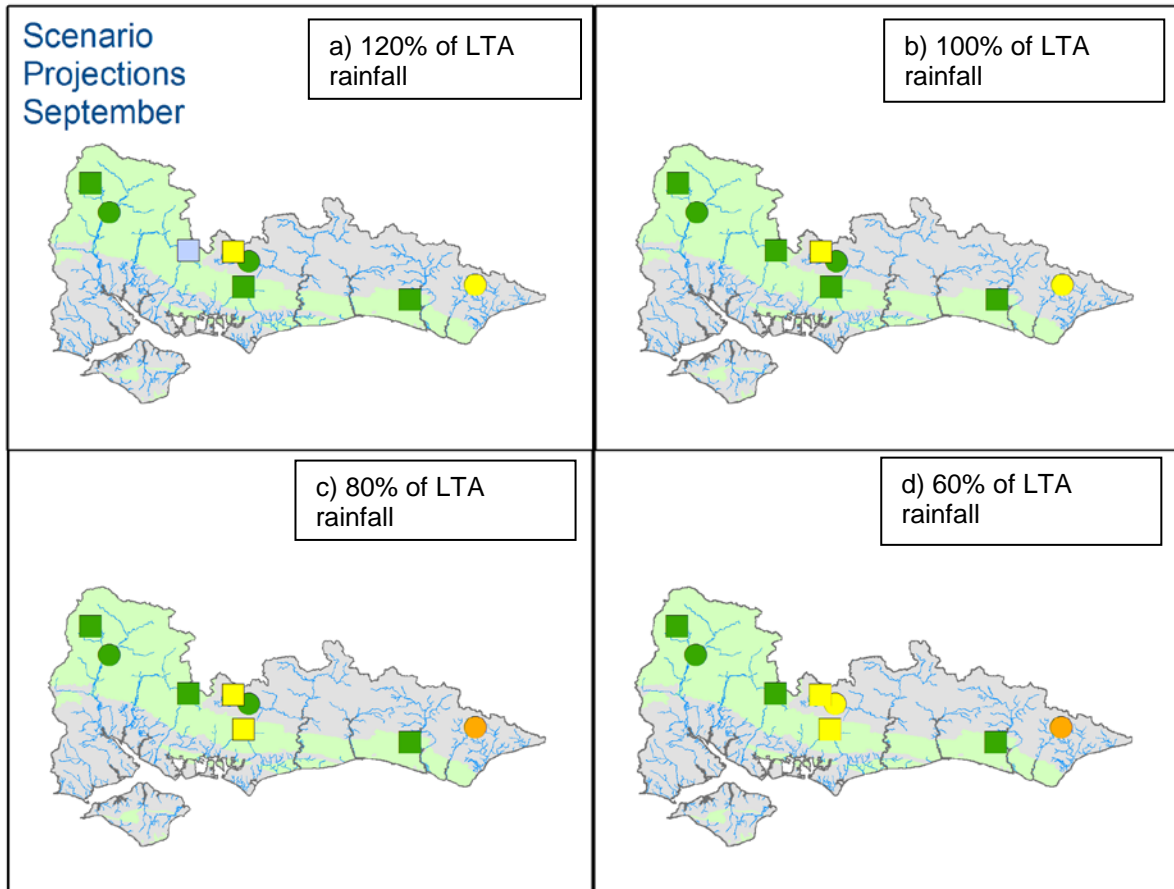 Scenario
Projections
September
a) 120% of LTA
rainfall
b) 100% of LTA
rainfall
c) 80% of LTA
rainfall
d) 60% of LTA
rainfall